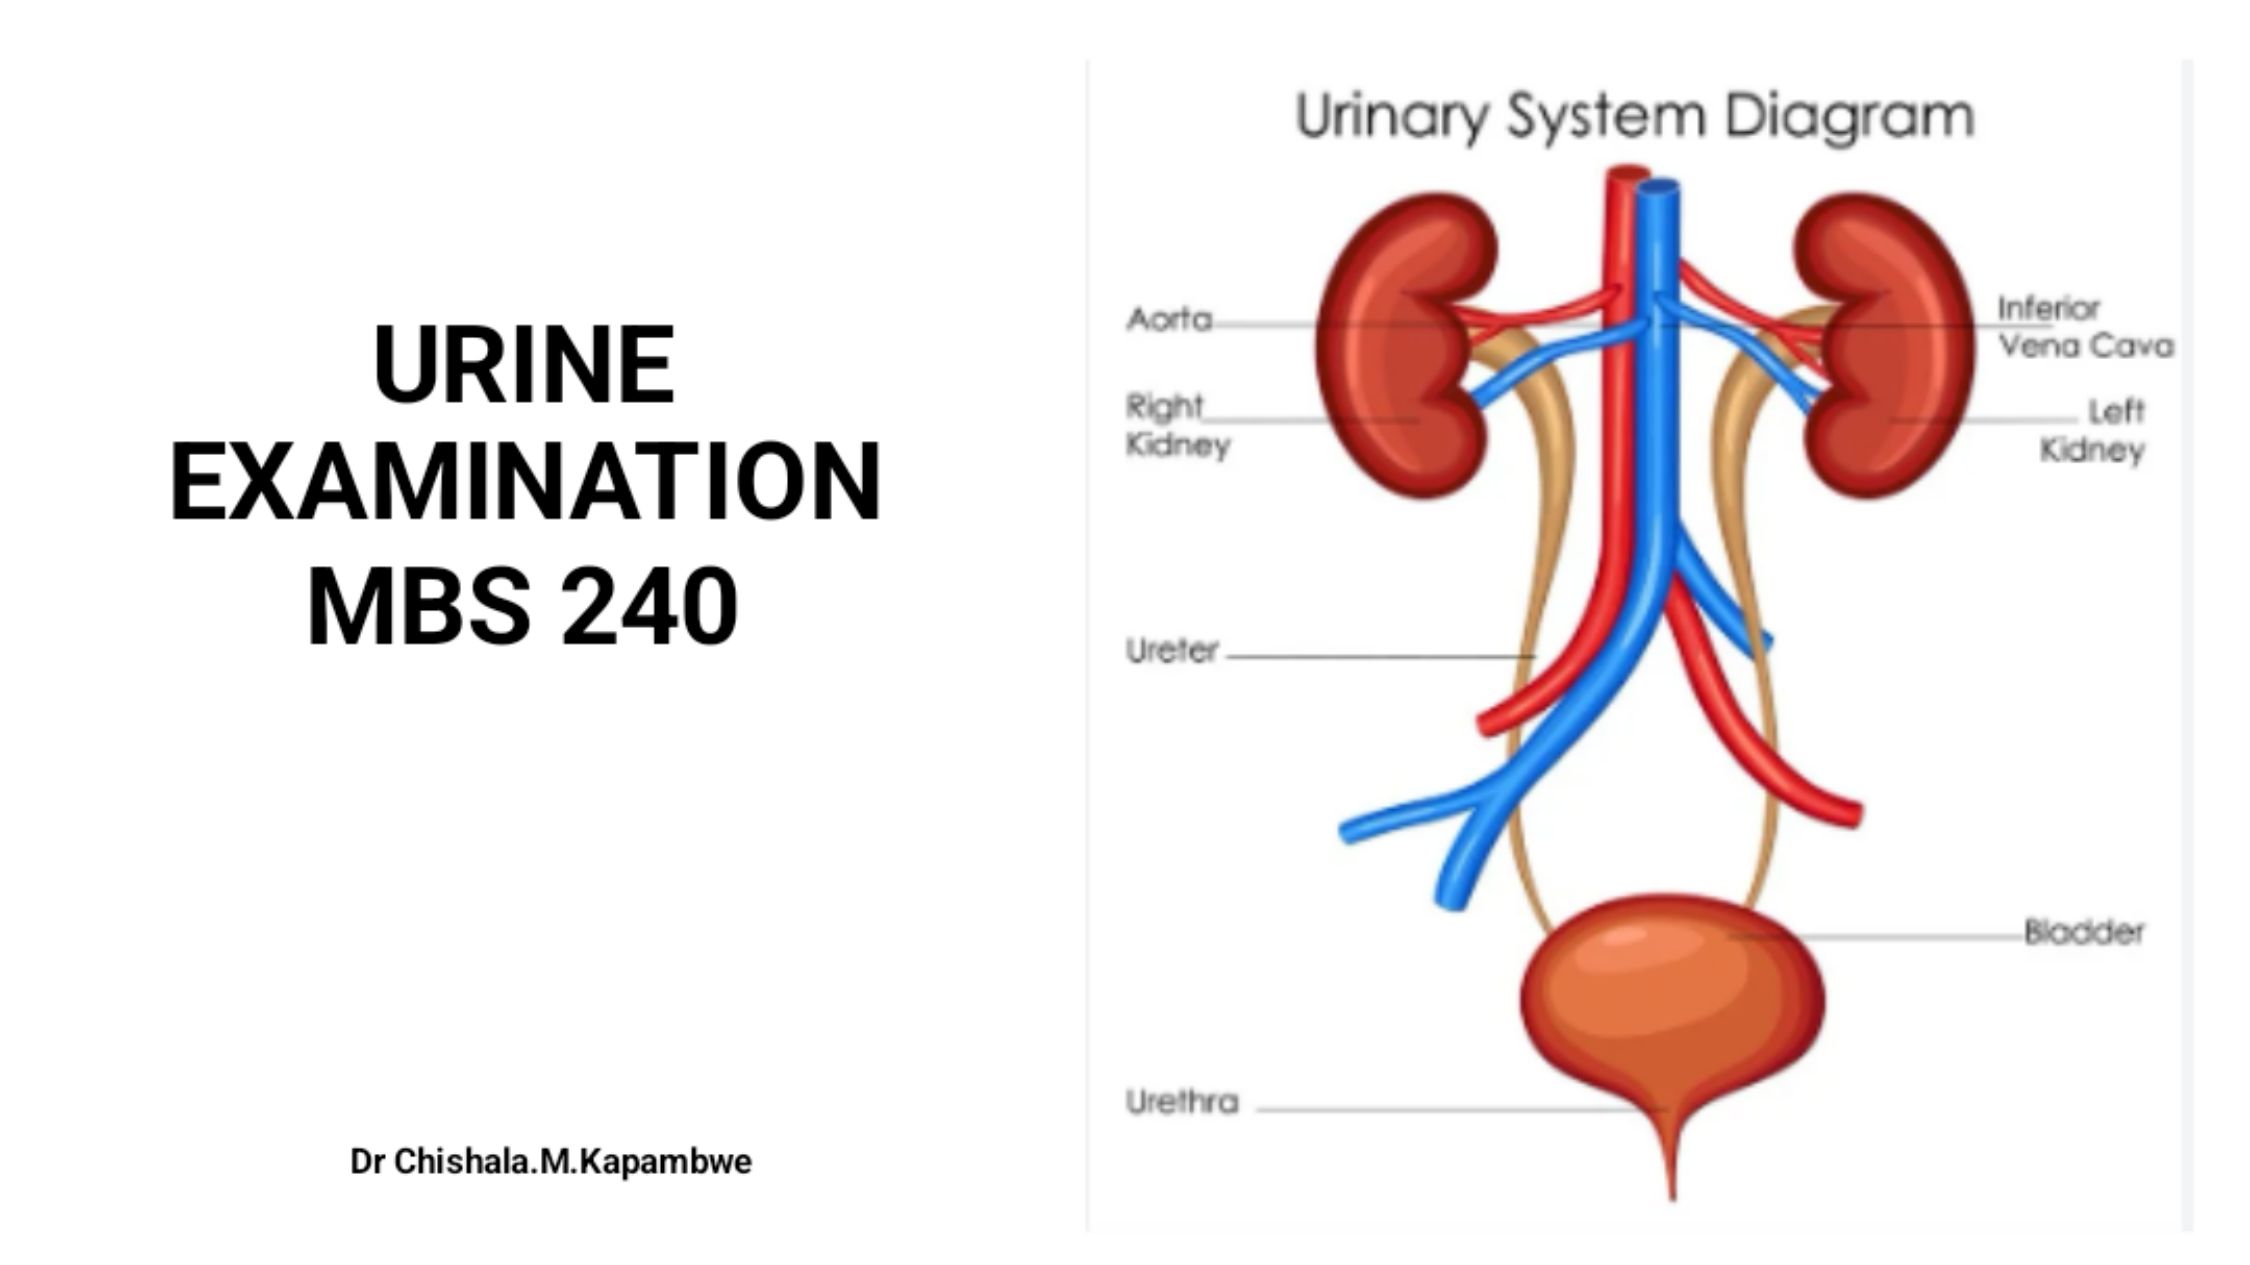 URINE
EXAMINATION
MBS 240
Dr Chishala.M.Kapambwe
Urinary System Diagram
Aorta
Right
Kidney
Ureter
Urethra
Inferior
Vena Cava
Left
Kidney
Bladder